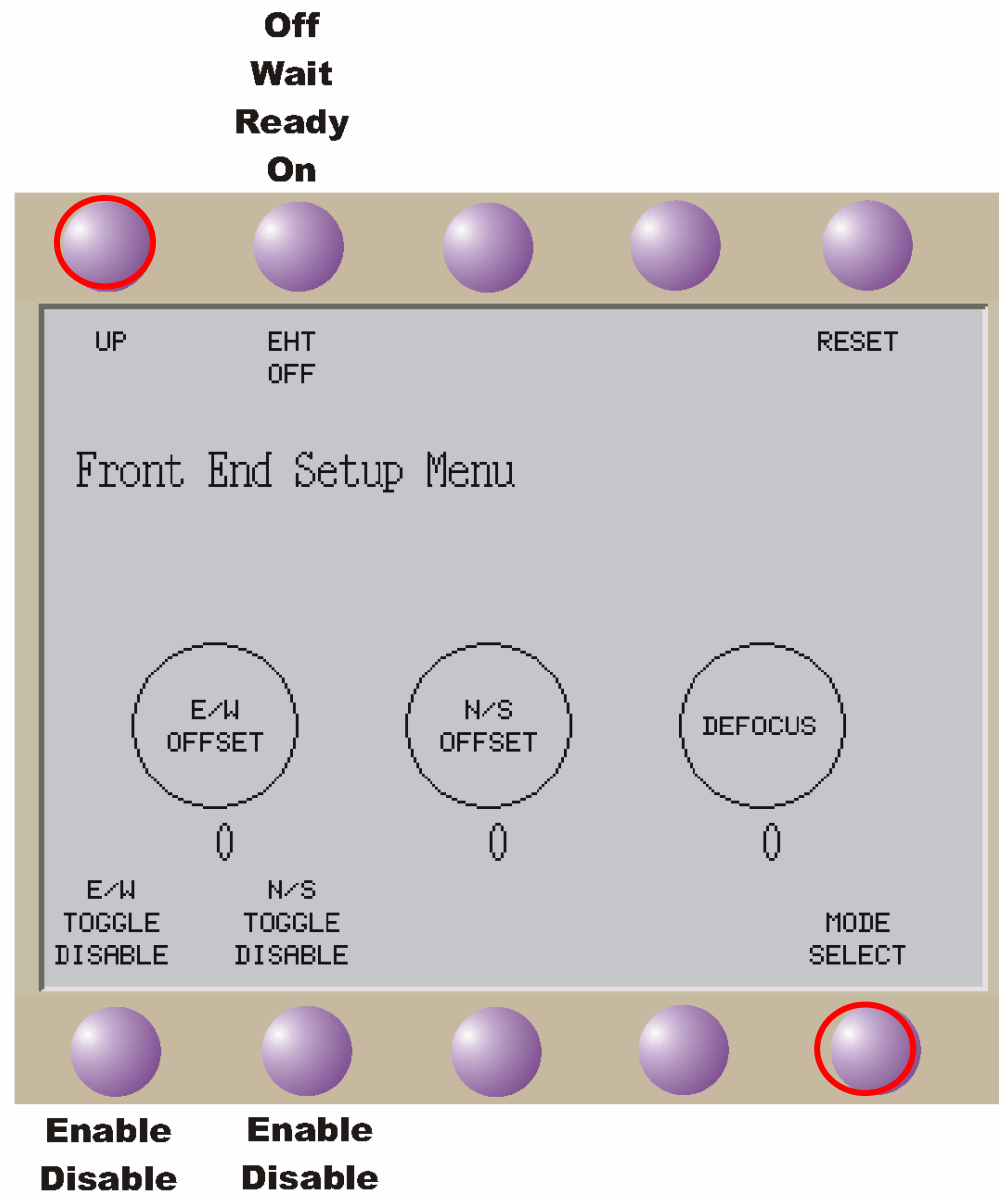 Off
Wait
Ready
On
UP
EHT
OFF
RESET
Front End Setup Menu
E/W
OFFSET
N/S
OFFSET
DEFOCUS
0
0
0
E/W
TOGGLE
DISABLE
N/S
TOGGLE
DISABLE
MODE
SELECT
Enable
Disable
Enable
Disable